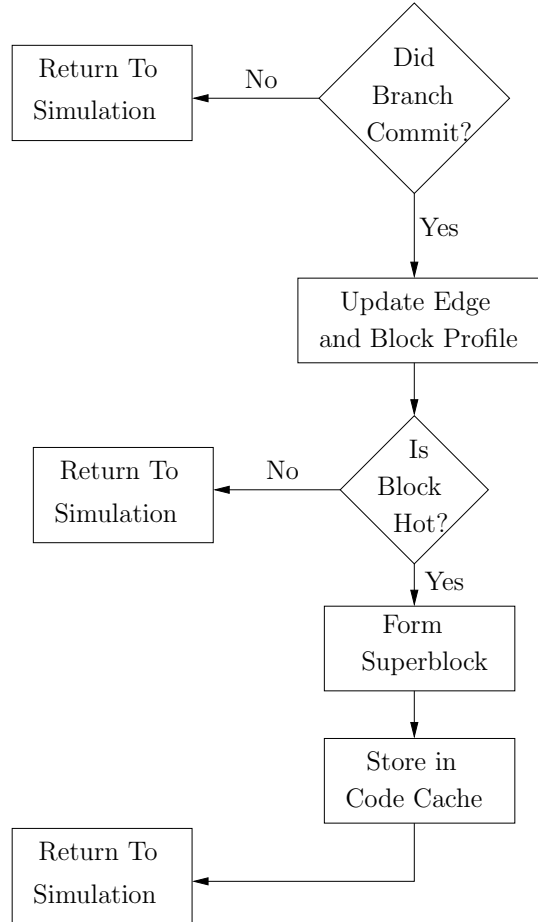 Did
Branch
Commit?
No
Return To
Simulation
Yes
Update Edge
and Block Profile
Is
Block
Hot?
No
Return To
Simulation
Yes
Form
Superblock
Store in
Code Cache
Return To
Simulation